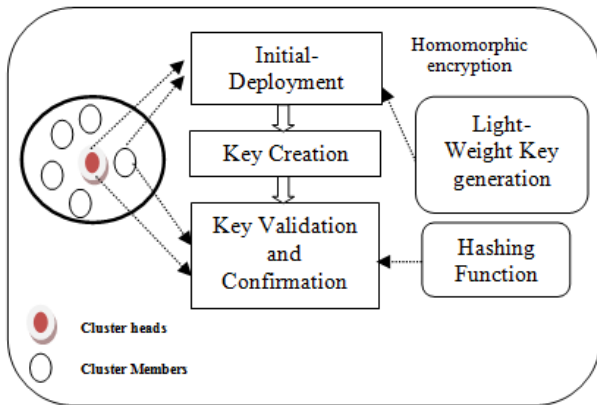 Initial-
Deployment
Homomorphic
encryption
Light-
Weight Key
generation
Key Creation
Key Validation
and
Confirmation
Hashing
Function
Cluster heads
Cluster Members